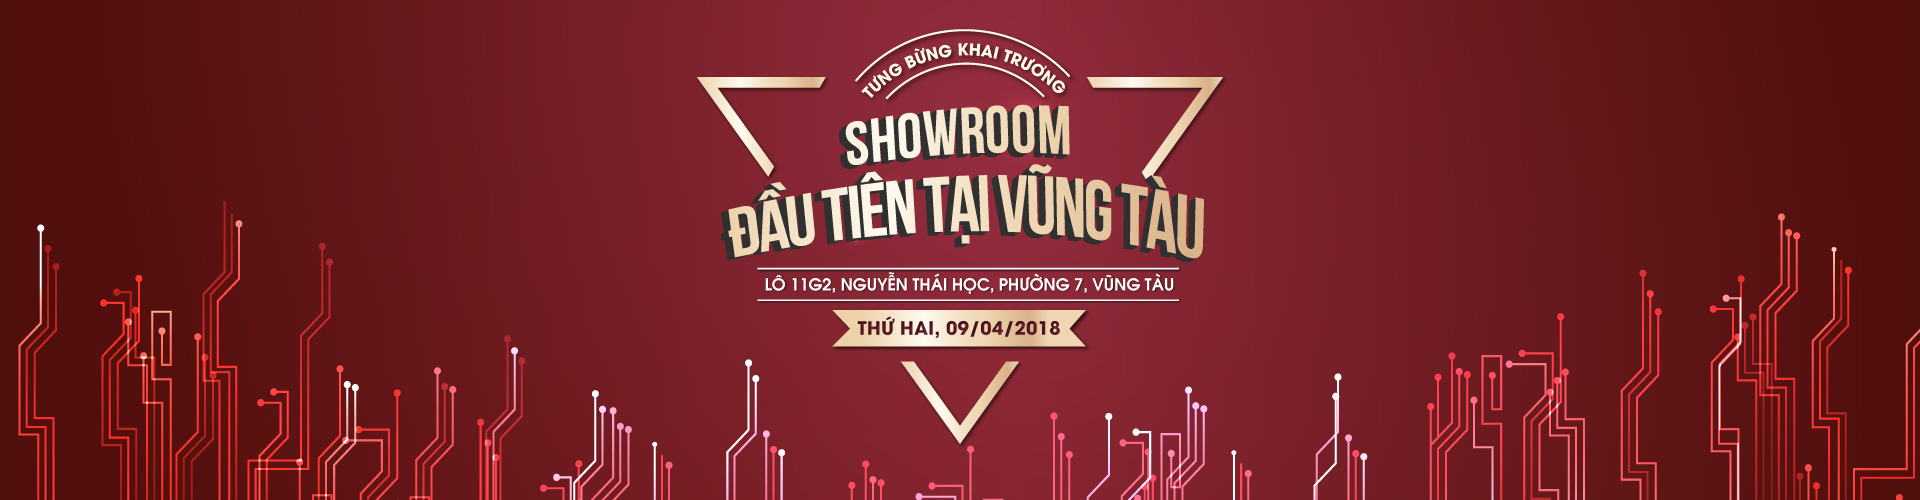 TƯNG BỪNG KHAI TRƯƠNG
SHOWROOM
ĐẦU TIÊN TẠI VŨNG TÀU
LÔ 11G2, NGUYỄN THÁI HỌC, PHƯỜNG 7, VŨNG TÀU
THỨ HAI, 09/04/2018